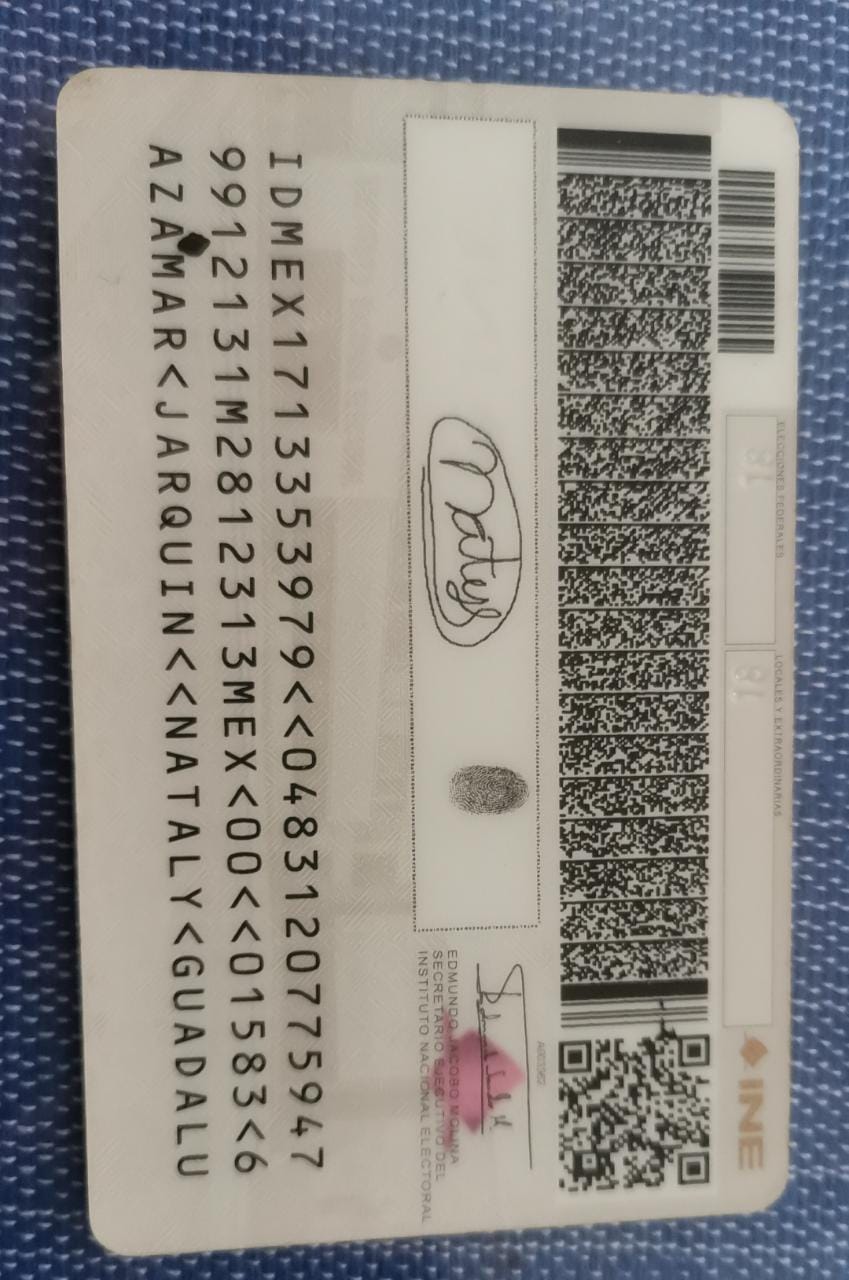 ELECCIONES FEDERALES
LOCALES Y EXTRAORDINARIAS
18
18
INE
Natys
EDMUNDO JACOBO MOLINA
SECRETARIO EJECUTIVO DEL
INSTITUTO NACIONAL ELECTORAL
IDMEX1713353979<<0483120775947
9912131M2812313MEX<00<<01583<6
AZAMAR<JARQUIN<<NATALY<GUADALU